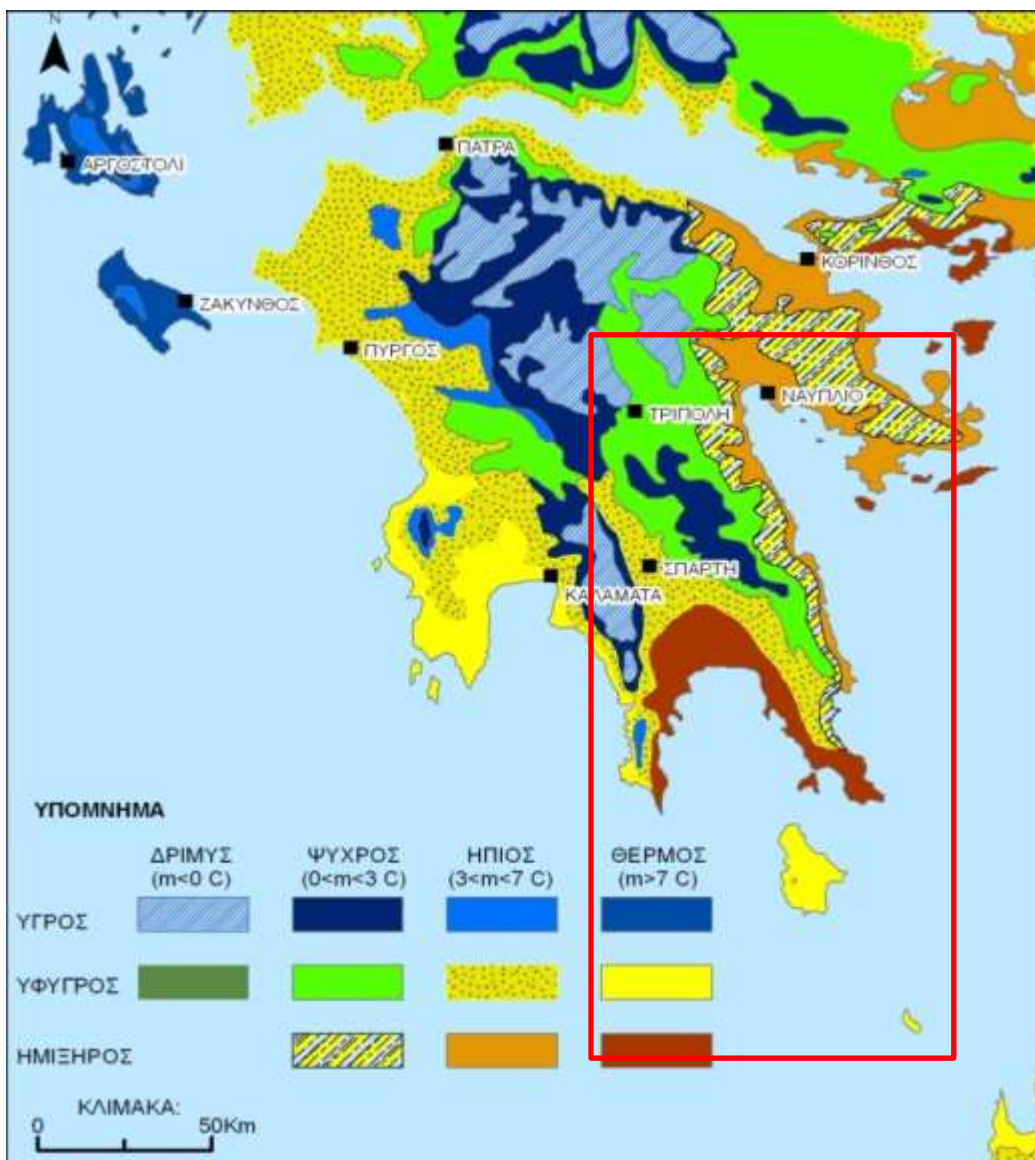 N
ΠΑΤΡΑ
ΑΡΓΟΣΤΟΛΙ
ΚΟΡΙΝΘΟΣ
ΖΑΚΥΝΘΟΣ
ΠΥΡΓΟΣ
ΝΑΥΠΛΙΟ
ΤΡΙΠΟΛΗ
ΣΠΑΡΤΗ
ΚΑΛΑΜΑΤΑ
ΥΠΟΜΝΗΜΑ
ΔΡΙΜΥΣ ΨΥΧΡΟΣ ΗΠΙΟΣ ΘΕΡΜΟΣ
(m<0 C) (0<m<3 C) (3<m<7 C) (m>7 C)
ΥΓΡΟΣ
ΥΦΥΓΡΟΣ
ΗΜΙΞΗΡΟΣ
ΚΛΙΜΑΚΑ:
0 50Km